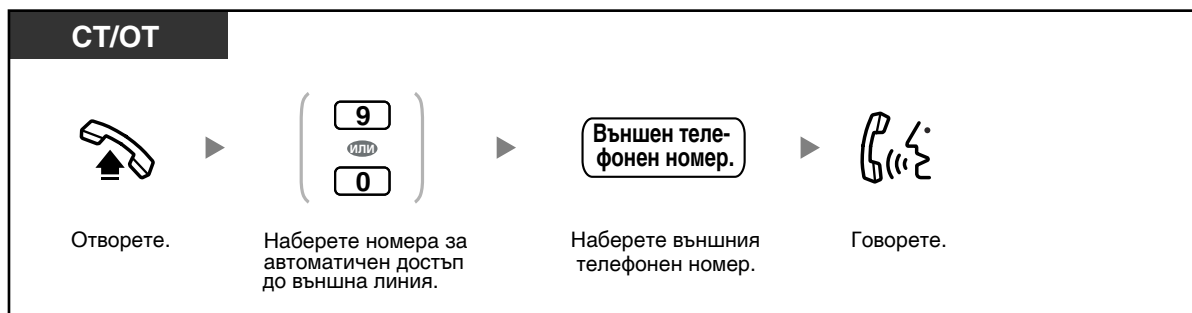 СТ/ОТ
9
или
0
Външен теле-
фонен номер.
Отворете.
Наберете номера за
автоматичен достъп
до външна линия.
Наберете външния
телефонен номер.
Говорете.